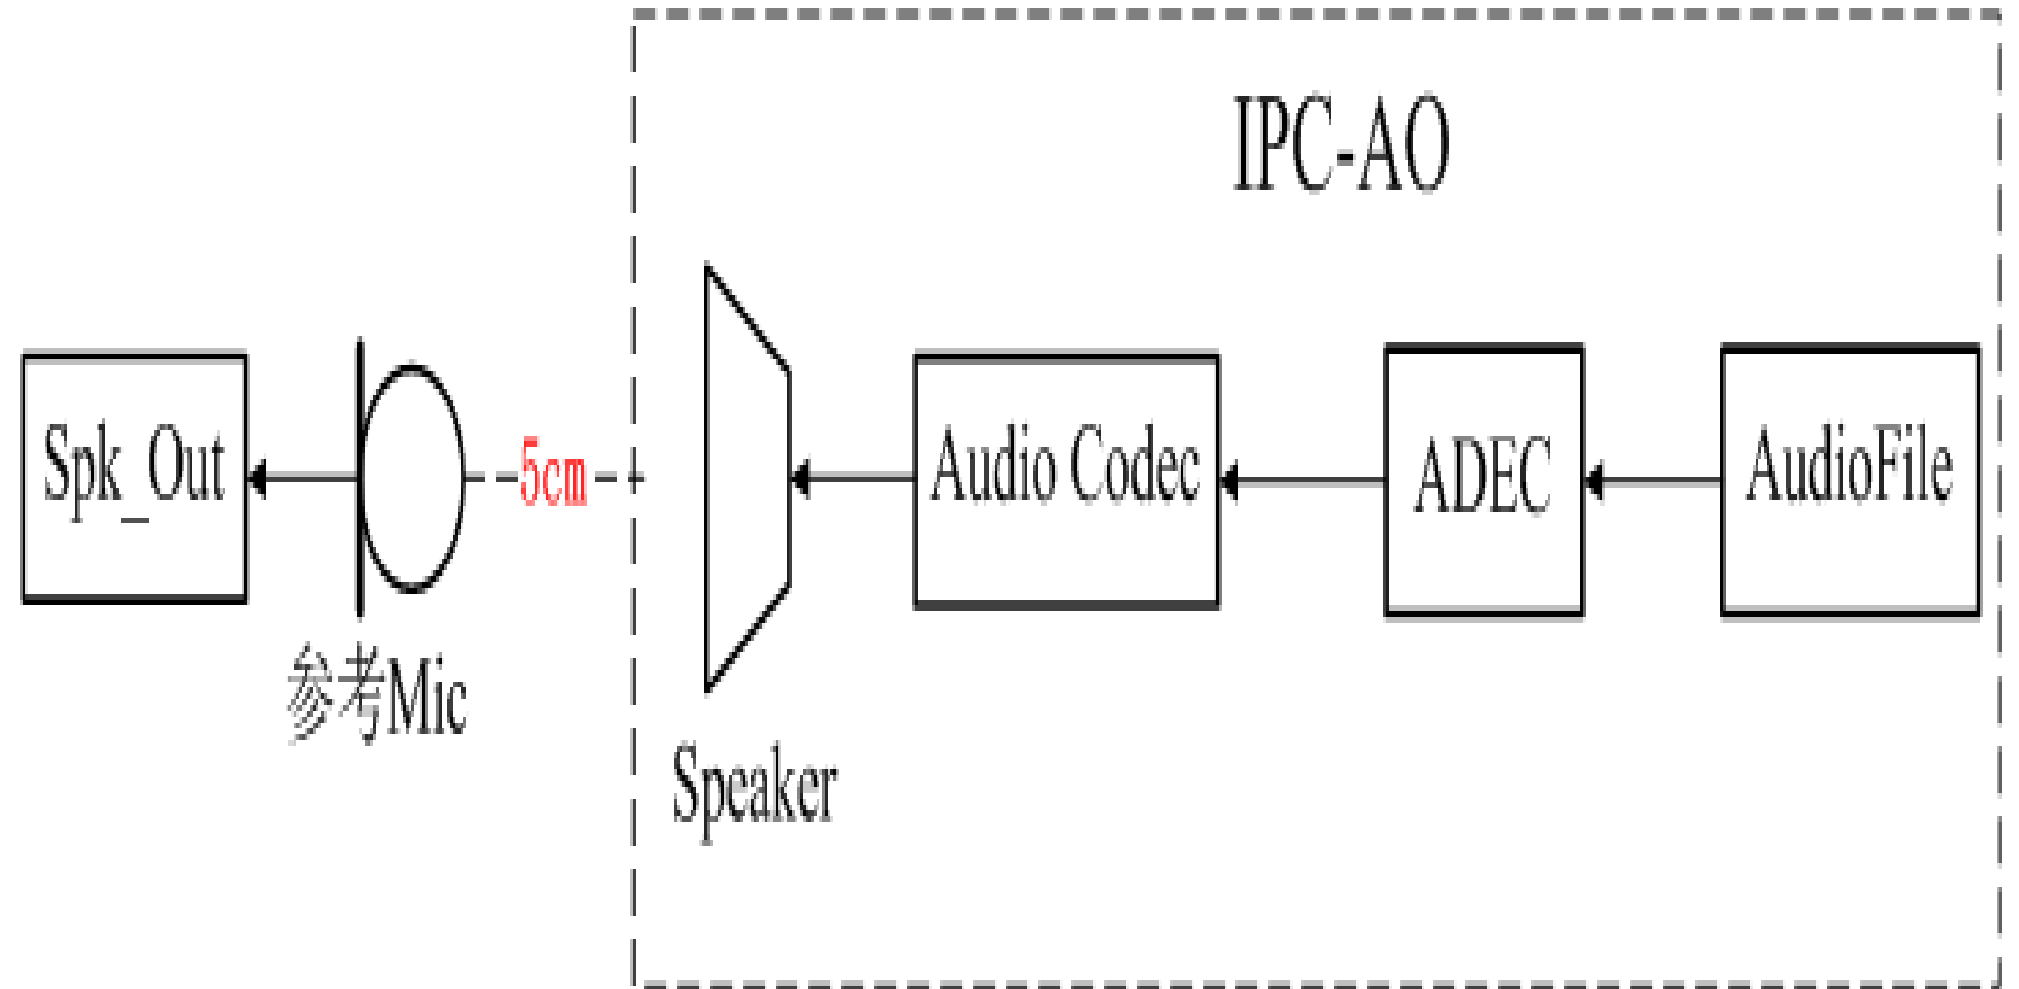 IPC-AO
Spk_Out
5cm
Audio Codec
ADEC
AudioFile
参考Mic
Speaker